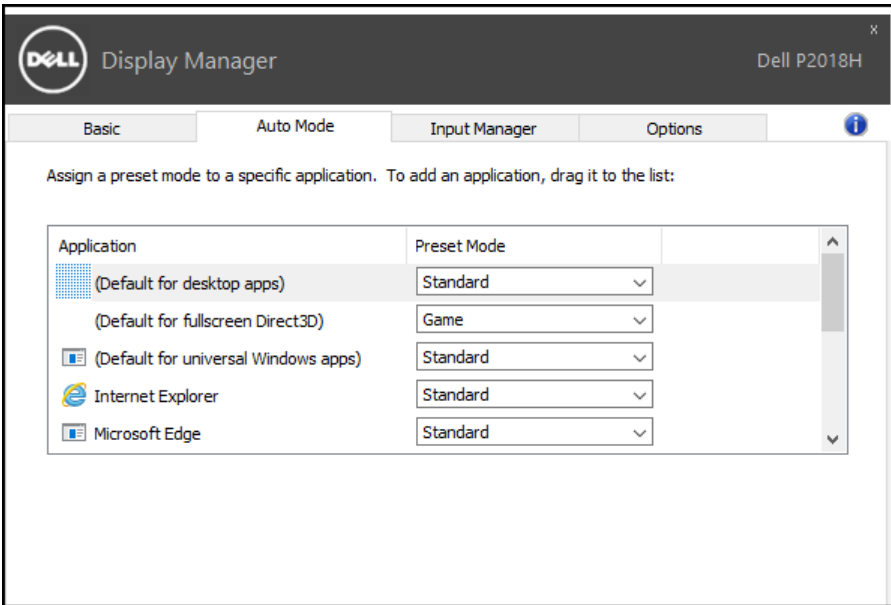 DELL
Display Manager
x
Dell P2018H
Basic
Auto Mode
Input Manager
Options
i
Assign a preset mode to a specific application. To add an application, drag it to the list:
Application Preset Mode
(Default for desktop apps) Standard
(Default for fullscreen Direct3D) Game
(Default for universal Windows apps) Standard
Internet Explorer Standard
Microsoft Edge Standard